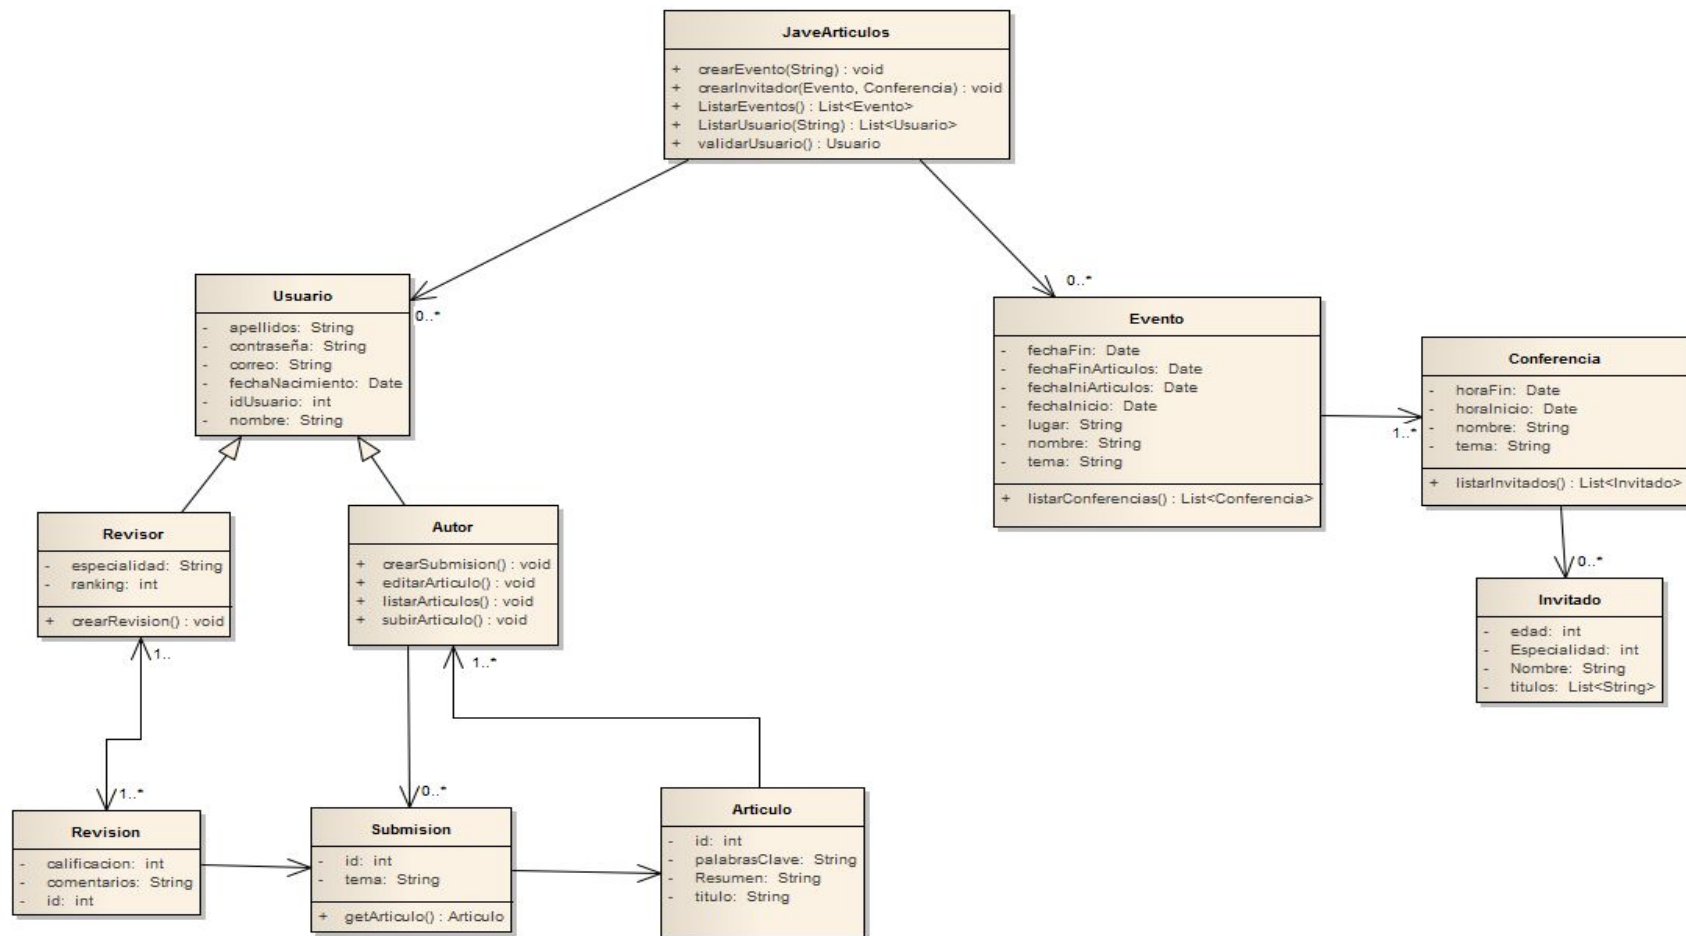 JaveArticulos
+ crearEvento(String) : void
+ crearInvitador(Evento, Conferencia) : void
+ ListarEventos() : List<Evento>
+ ListarUsuario(String) : List<Usuario>
+ validarUsuario() : Usuario
0..*
0..*
Usuario
- apellidos: String
- contraseña: String
- correo: String
- fechaNacimiento: Date
- idUsuario: int
- nombre: String
Evento
- fechaFin: Date
- fechaFinArticulos: Date
- fechaIniArticulos: Date
- fechaInicio: Date
- lugar: String
- nombre: String
- tema: String
+ listarConferencias() : List<Conferencia>
1..*
Conferencia
- horaFin: Date
- horaInicio: Date
- nombre: String
- tema: String
+ listarInvitados() : List<Invitado>
0..*
Revisor
- especialidad: String
- ranking: int
+ crearRevision() : void
1..
Autor
+ crearSubmision() : void
+ editarArticulo() : void
+ listarArticulos() : void
+ subirArticulo() : void
1..*
Invitado
- edad: int
- Especialidad: int
- Nombre: String
- titulos: List<String>
1..*
0..*
Revision
- calificacion: int
- comentarios: String
- id: int
Submision
- id: int
- tema: String
+ getArticulo() : Articulo
Articulo
- id: int
- palabrasClave: String
- Resumen: String
- titulo: String